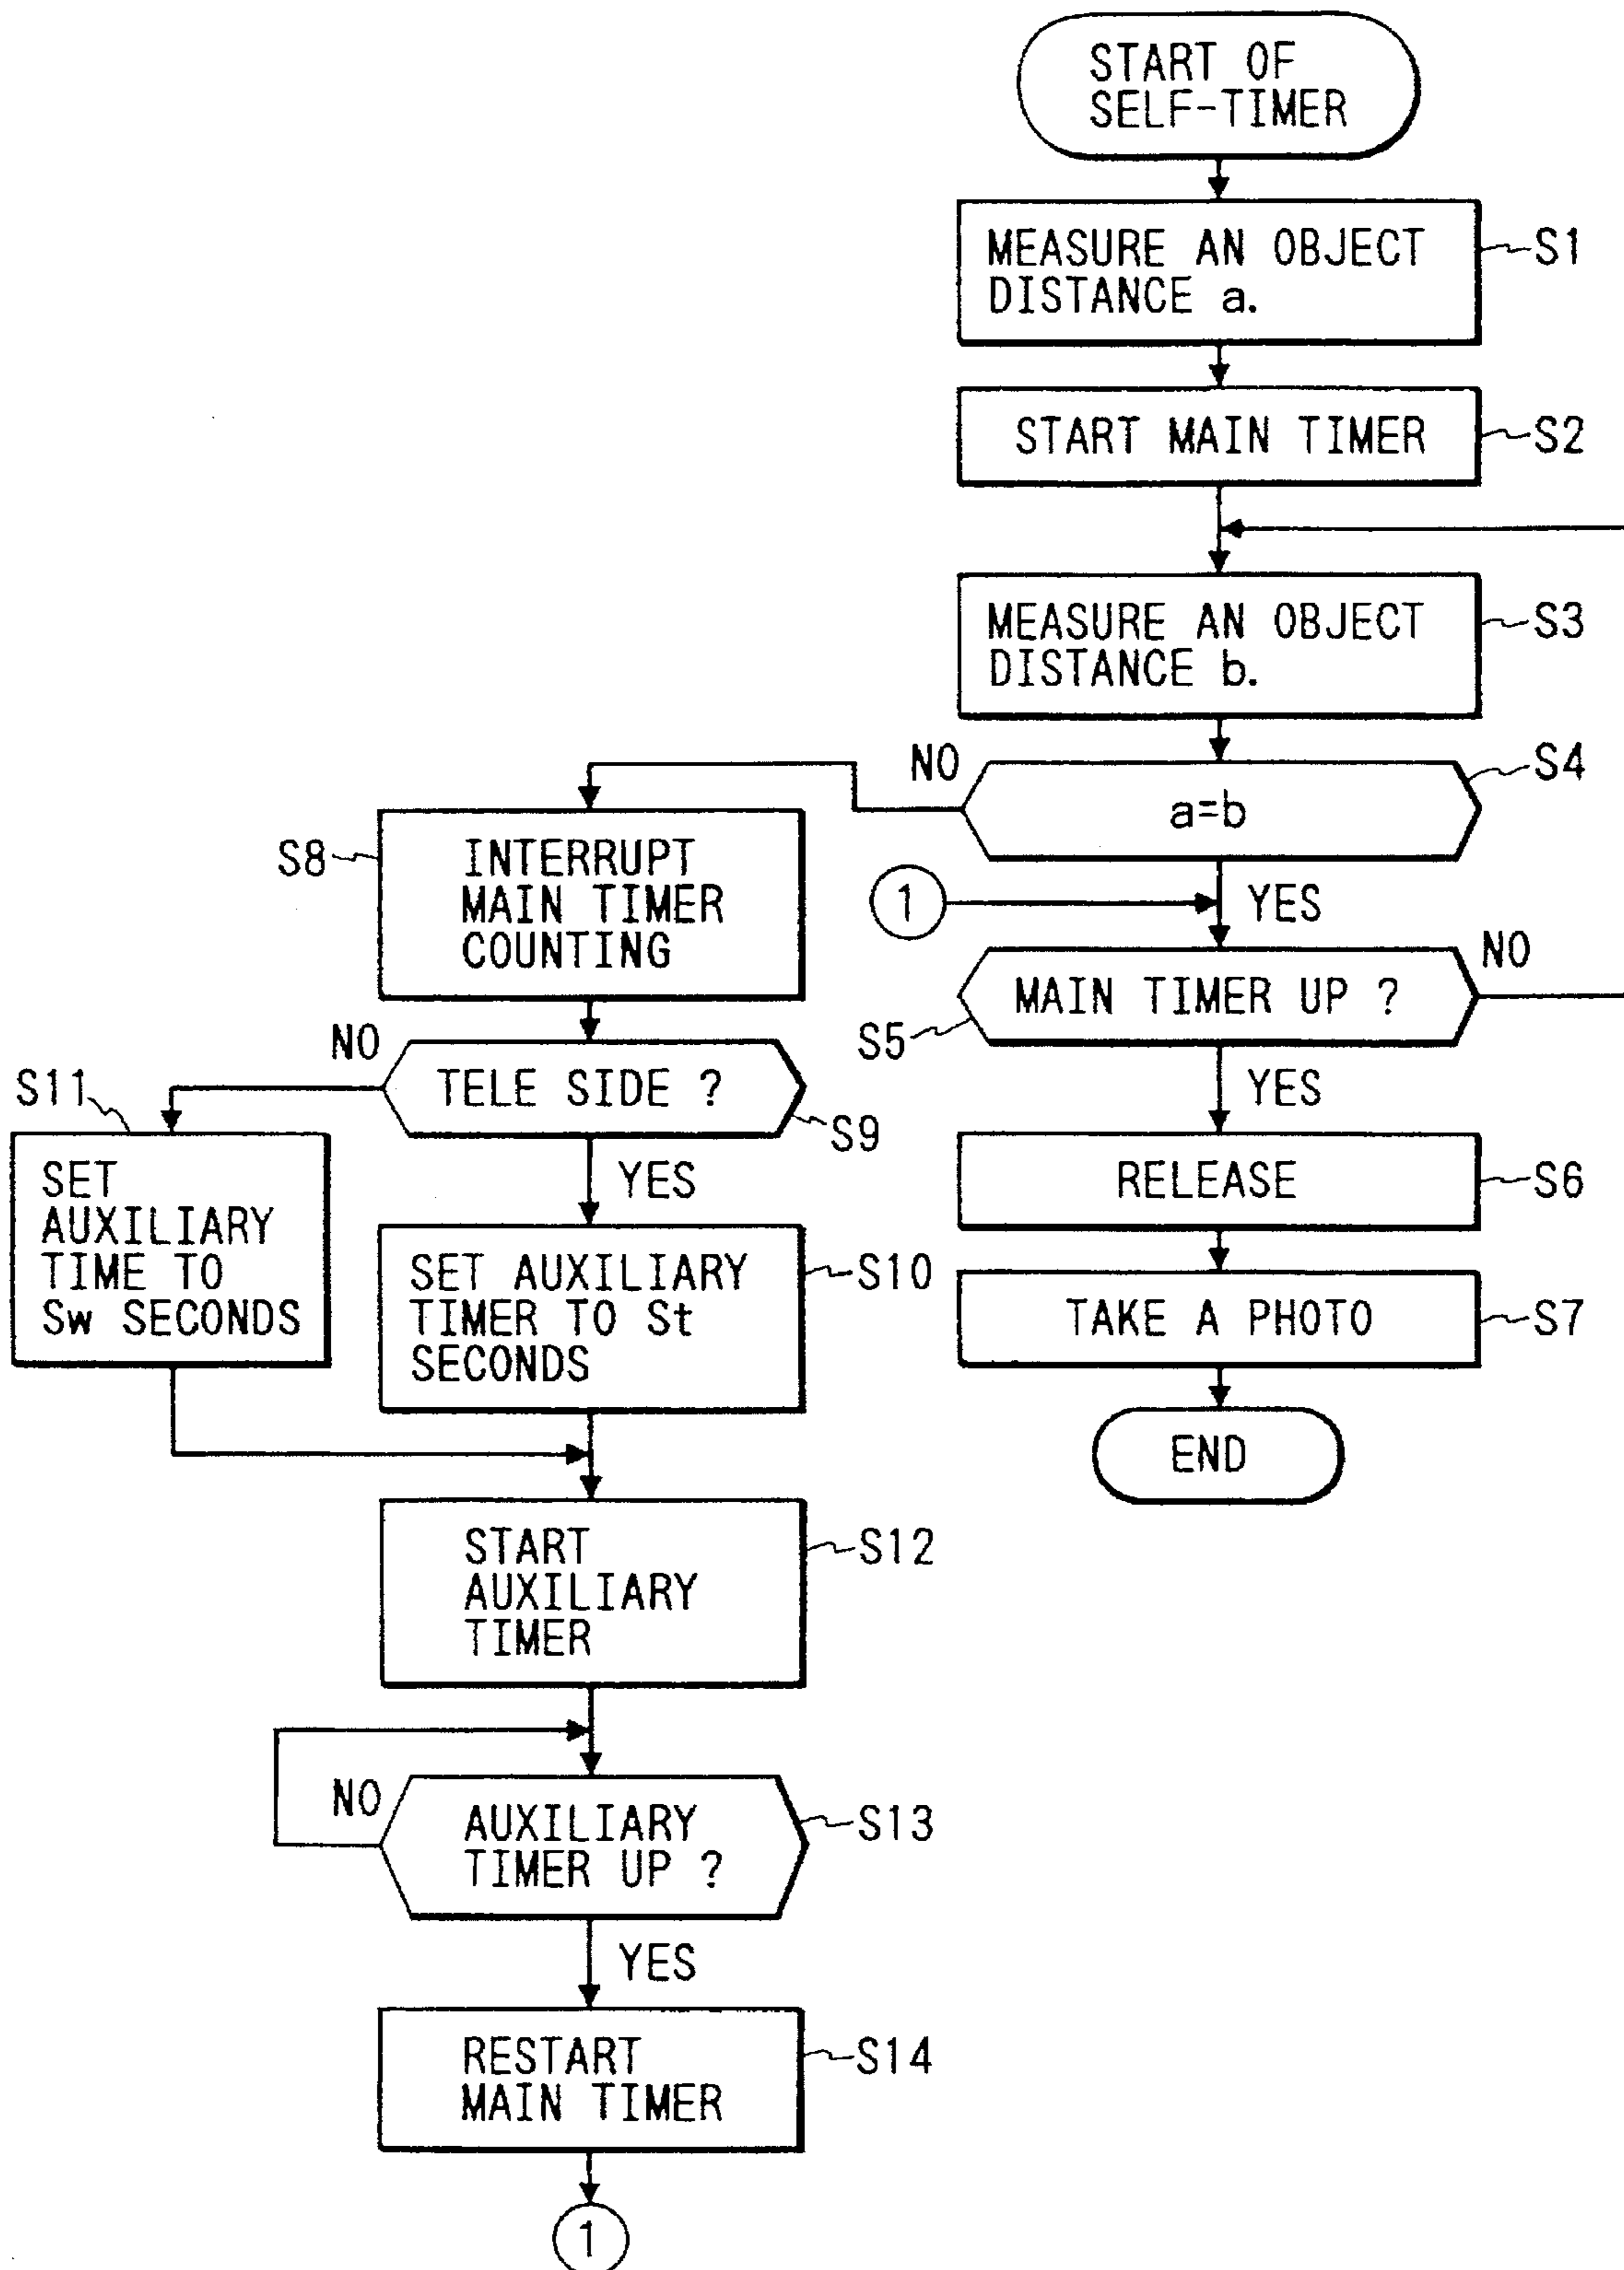 START OF
SELF-TIMER
MEASURE AN OBJECT
DISTANCE a.
S1
START MAIN TIMER
S2
MEASURE AN OBJECT
DISTANCE b.
S3
a=b
S4
NO
YES
1
MAIN TIMER UP ?
S5
NO
YES
RELEASE
S6
TAKE A PHOTO
S7
END
S8
INTERRUPT
MAIN TIMER
COUNTING
TELE SIDE ?
S9
NO
YES
S11
SET
AUXILIARY
TIME TO
Sw SECONDS
SET AUXILIARY
TIMER TO St
SECONDS
S10
START
AUXILIARY
TIMER
S12
AUXILIARY
TIMER UP ?
S13
NO
YES
RESTART
MAIN TIMER
S14
1